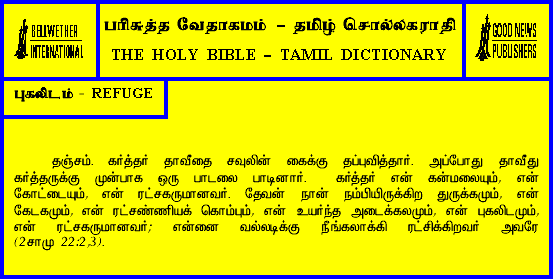 BELLWETHER
INTERNATIONAL
பரிசுத்த வேதாகமம் – தமிழ் சொல்லகராதி
THE HOLY BIBLE – TAMIL DICTIONARY
GOOD NEWS
PUBLISHERS
புகலிடம் - REFUGE
தஞ்சம். கர்த்தர் தாவீதை சவுலின் கைக்கு தப்புவித்தார். அப்போது தாவீது
கர்த்தருக்கு முன்பாக ஒரு பாடலை பாடினார். கர்த்தர் என் கன்மலையும், என்
கோட்டையும், என் ரட்சகருமானவர். தேவன் நான் நம்பியிருக்கிற துருக்கமும், என்
கேடகமும், என் ரட்சண்ணியக் கொம்பும், என் உயர்ந்த அடைக்கலமும், என் புகலிடமும்,
என் ரட்சகருமானவர்; என்னை வல்லடிக்கு நீங்கலாக்கி ரட்சிக்கிறவர் அவரே
(2சாமு 22:2,3).